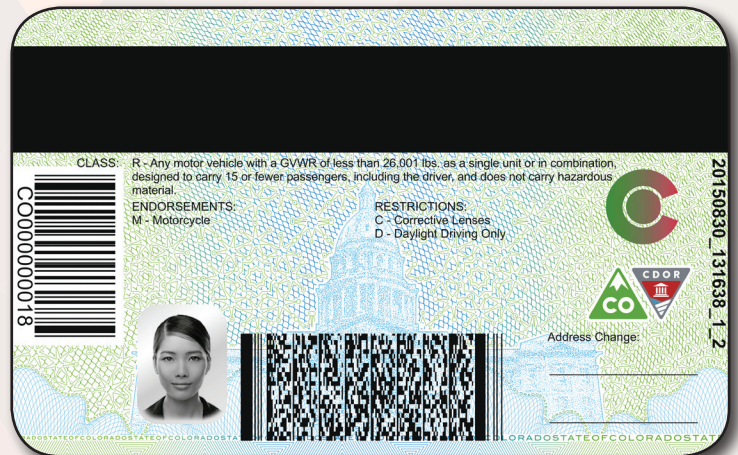 CLASS: R - Any motor vehicle with a GVWR of less than 26,001 lbs. as a single unit or in combination,
designed to carry 15 or fewer passengers, including the driver, and does not carry hazardous
material.
ENDORSEMENTS:
M - Motorcycle
RESTRICTIONS:
C - Corrective Lenses
D - Daylight Driving Only
CO000000018
20150830_131638_1_2
CO
CDOR
Address Change:
ADOSTATEOFCOLORADOSTATEOFCOLORADOSTAT
LORADOSTATEOFCOLORADOSTAT